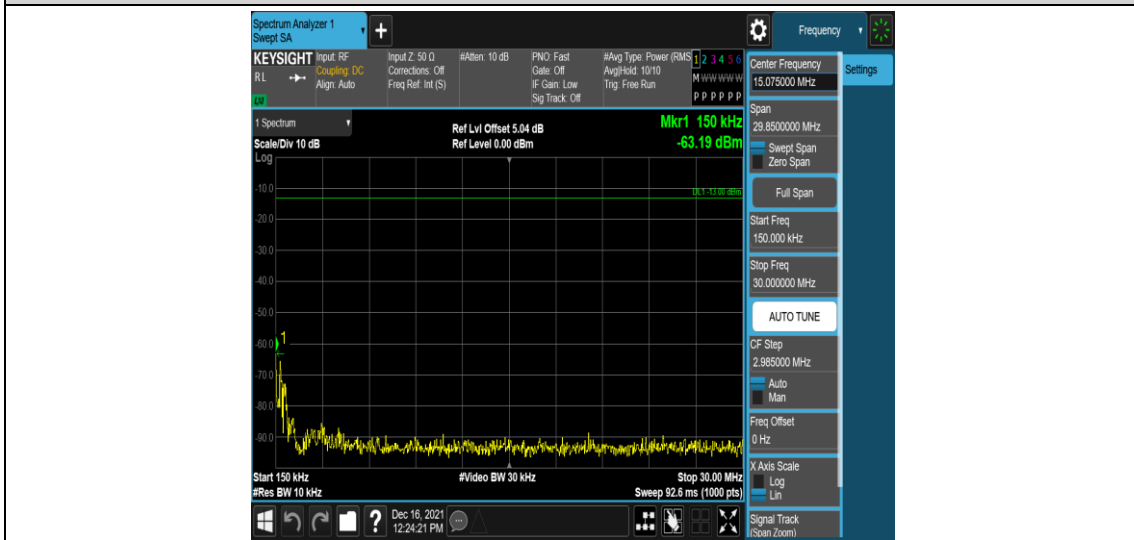 Spectrum Analyzer 1
Swept SA
+
Frequency
KEYSIGHT
RL
LXI
Input: RF
Coupling: DC
Align: Auto
Input Z: 50 Ω
Corrections: Off
Freq Ref: Int (S)
#Atten: 10 dB
PNO: Fast
Gate: Off
IF Gain: Low
Sig Track: Off
#Avg Type: Power (RMS
Avg|Hold: 10/10
Trig: Free Run
1 2 3 4 5 6
M W W W W W
P P P P P P
1 Spectrum
Scale/Div 10 dB
Log
Ref Lvl Offset 5.04 dB
Ref Level 0.00 dBm
Mkr1 150 kHz
-63.19 dBm
DL1 -13.00 dBm
-10.0
-20.0
-30.0
-40.0
-50.0
-60.0
-70.0
-80.0
-90.0
1
Start 150 kHz
#Res BW 10 kHz
#Video BW 30 kHz
Stop 30.00 MHz
Sweep 92.6 ms (1000 pts)
Center Frequency
15.075000 MHz
Settings
Span
29.8500000 MHz
Swept Span
Zero Span
Full Span
Start Freq
150.000 kHz
Stop Freq
30.000000 MHz
AUTO TUNE
CF Step
2.985000 MHz
Auto
Man
Freq Offset
0 Hz
X Axis Scale
Log
Lin
Signal Track
(Span Zoom)
?
Dec 16, 2021
12:24:21 PM